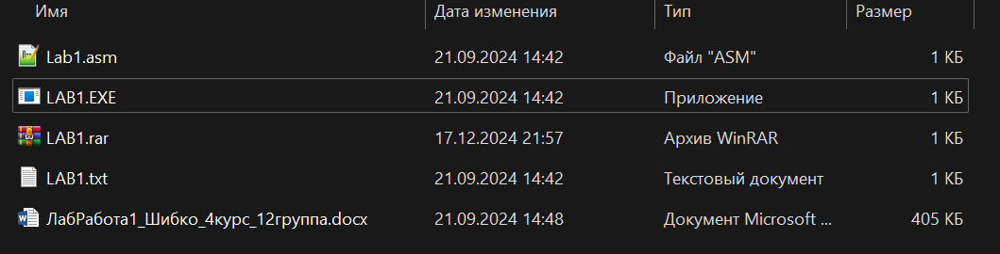 Имя Дата изменения Тип Размер
Lab1.asm 21.09.2024 14:42 Файл "ASM" 1 КБ
LAB1.EXE 21.09.2024 14:42 Приложение 1 КБ
LAB1.rar 17.12.2024 21:57 Архив WinRAR 1 КБ
LAB1.txt 21.09.2024 14:42 Текстовый документ 1 КБ
ЛабРабота1_Шибко_4курс_12группа.docx 21.09.2024 14:48 Документ Microsoft ... 405 КБ